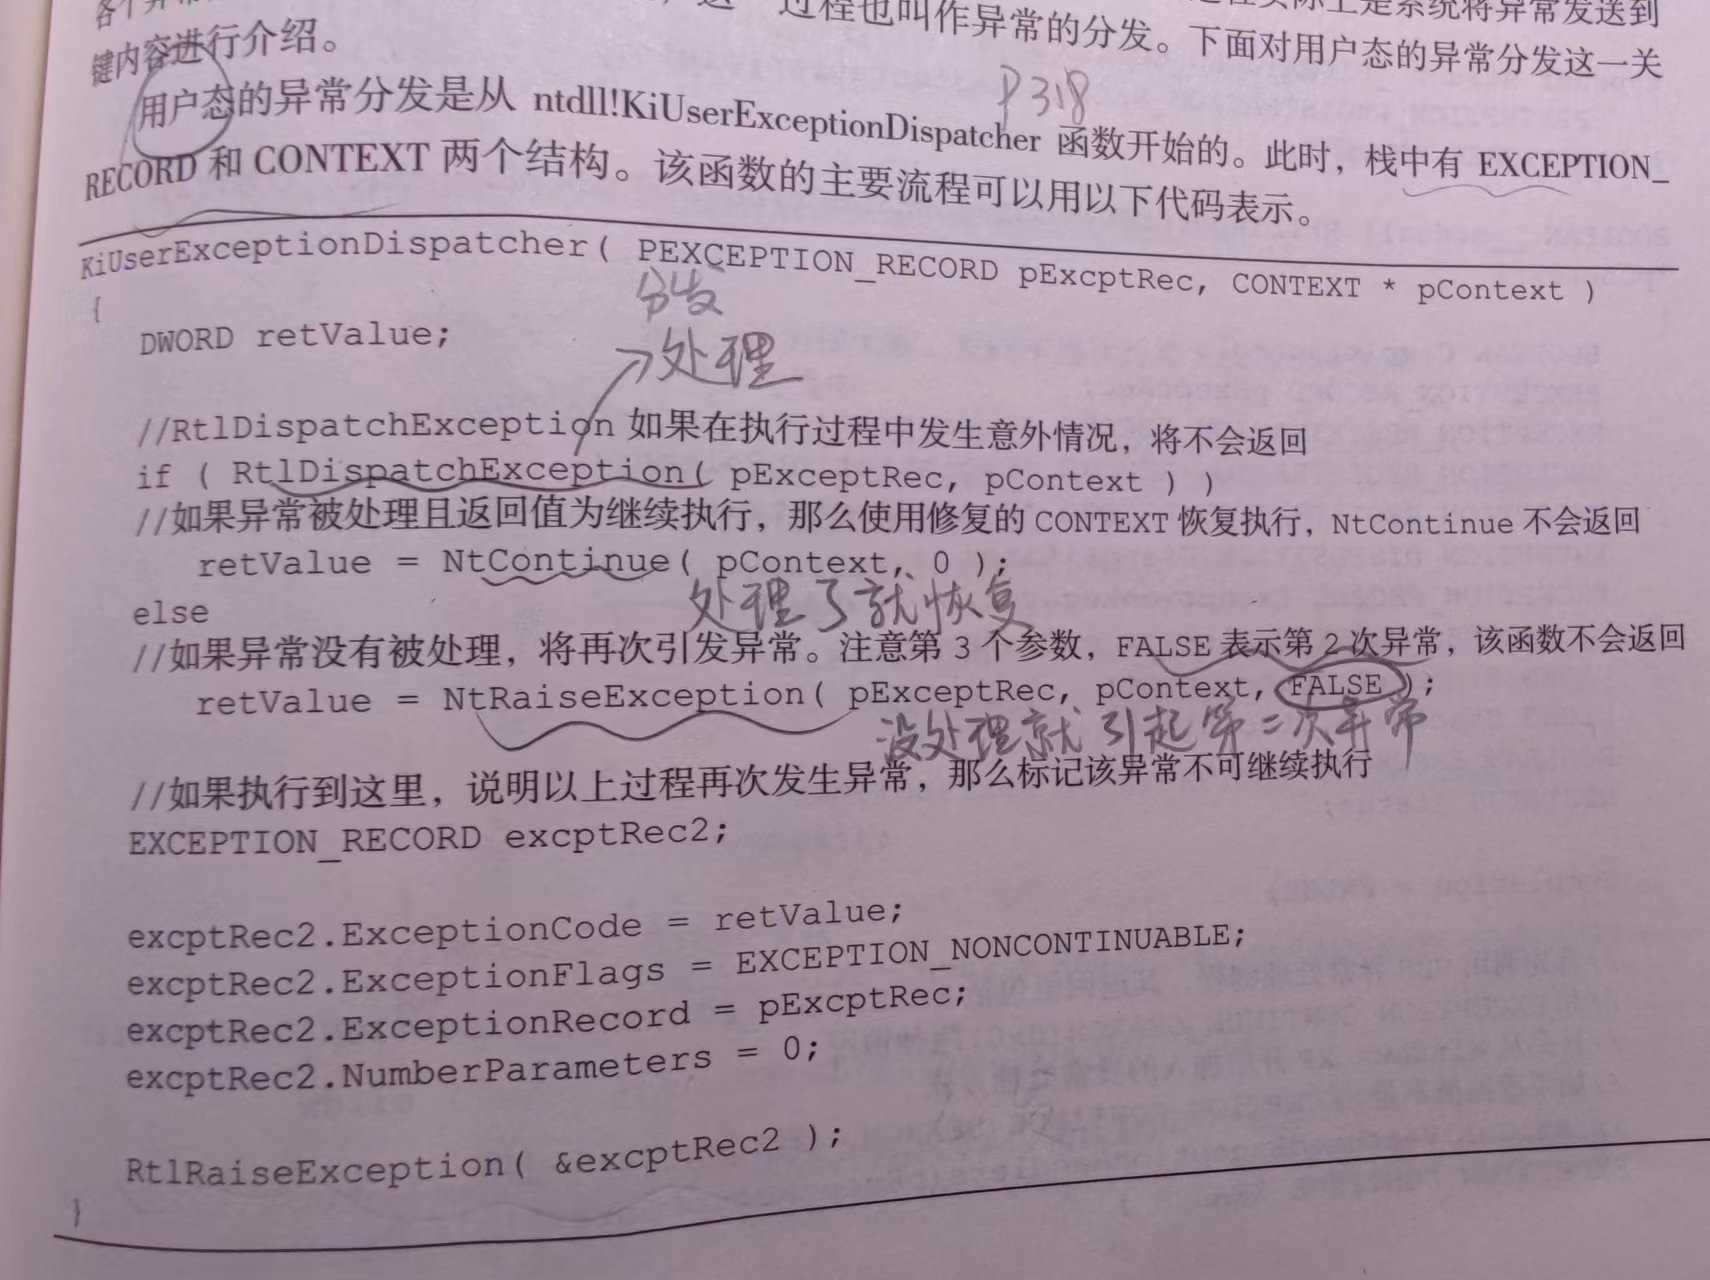 过程也叫作异常的分发。下面对用户态的异常分发这一关
键内容进行介绍。
P318
用户态的异常分发是从 ntdll!KiUserExceptionDispatcher 函数开始的。此时，栈中有 EXCEPTION_
RECORD 和 CONTEXT 两个结构。该函数的主要流程可以用以下代码表示。
KiUserExceptionDispatcher( PEXCEPTION_RECORD pExcptRec, CONTEXT * pContext )
{
分发
DWORD retValue;
处理
//RtlDispatchException 如果在执行过程中发生意外情况，将不会返回
if ( RtlDispatchException( pExceptRec, pContext ) )
//如果异常被处理且返回值为继续执行，那么使用修复的 CONTEXT 恢复执行，NtContinue 不会返回
retValue = NtContinue( pContext, 0 );
处理了就恢复
else
//如果异常没有被处理，将再次引发异常。注意第 3 个参数，FALSE 表示第 2 次异常，该函数不会返回
retValue = NtRaiseException( pExceptRec, pContext, FALSE );
没处理就引起第二次异常
//如果执行到这里，说明以上过程再次发生异常，那么标记该异常不可继续执行
EXCEPTION_RECORD excptRec2;
excptRec2.ExceptionCode = retValue;
excptRec2.ExceptionFlags = EXCEPTION_NONCONTINUABLE;
excptRec2.ExceptionRecord = pExcptRec;
excptRec2.NumberParameters = 0;
RtlRaiseException( &excptRec2 );
}